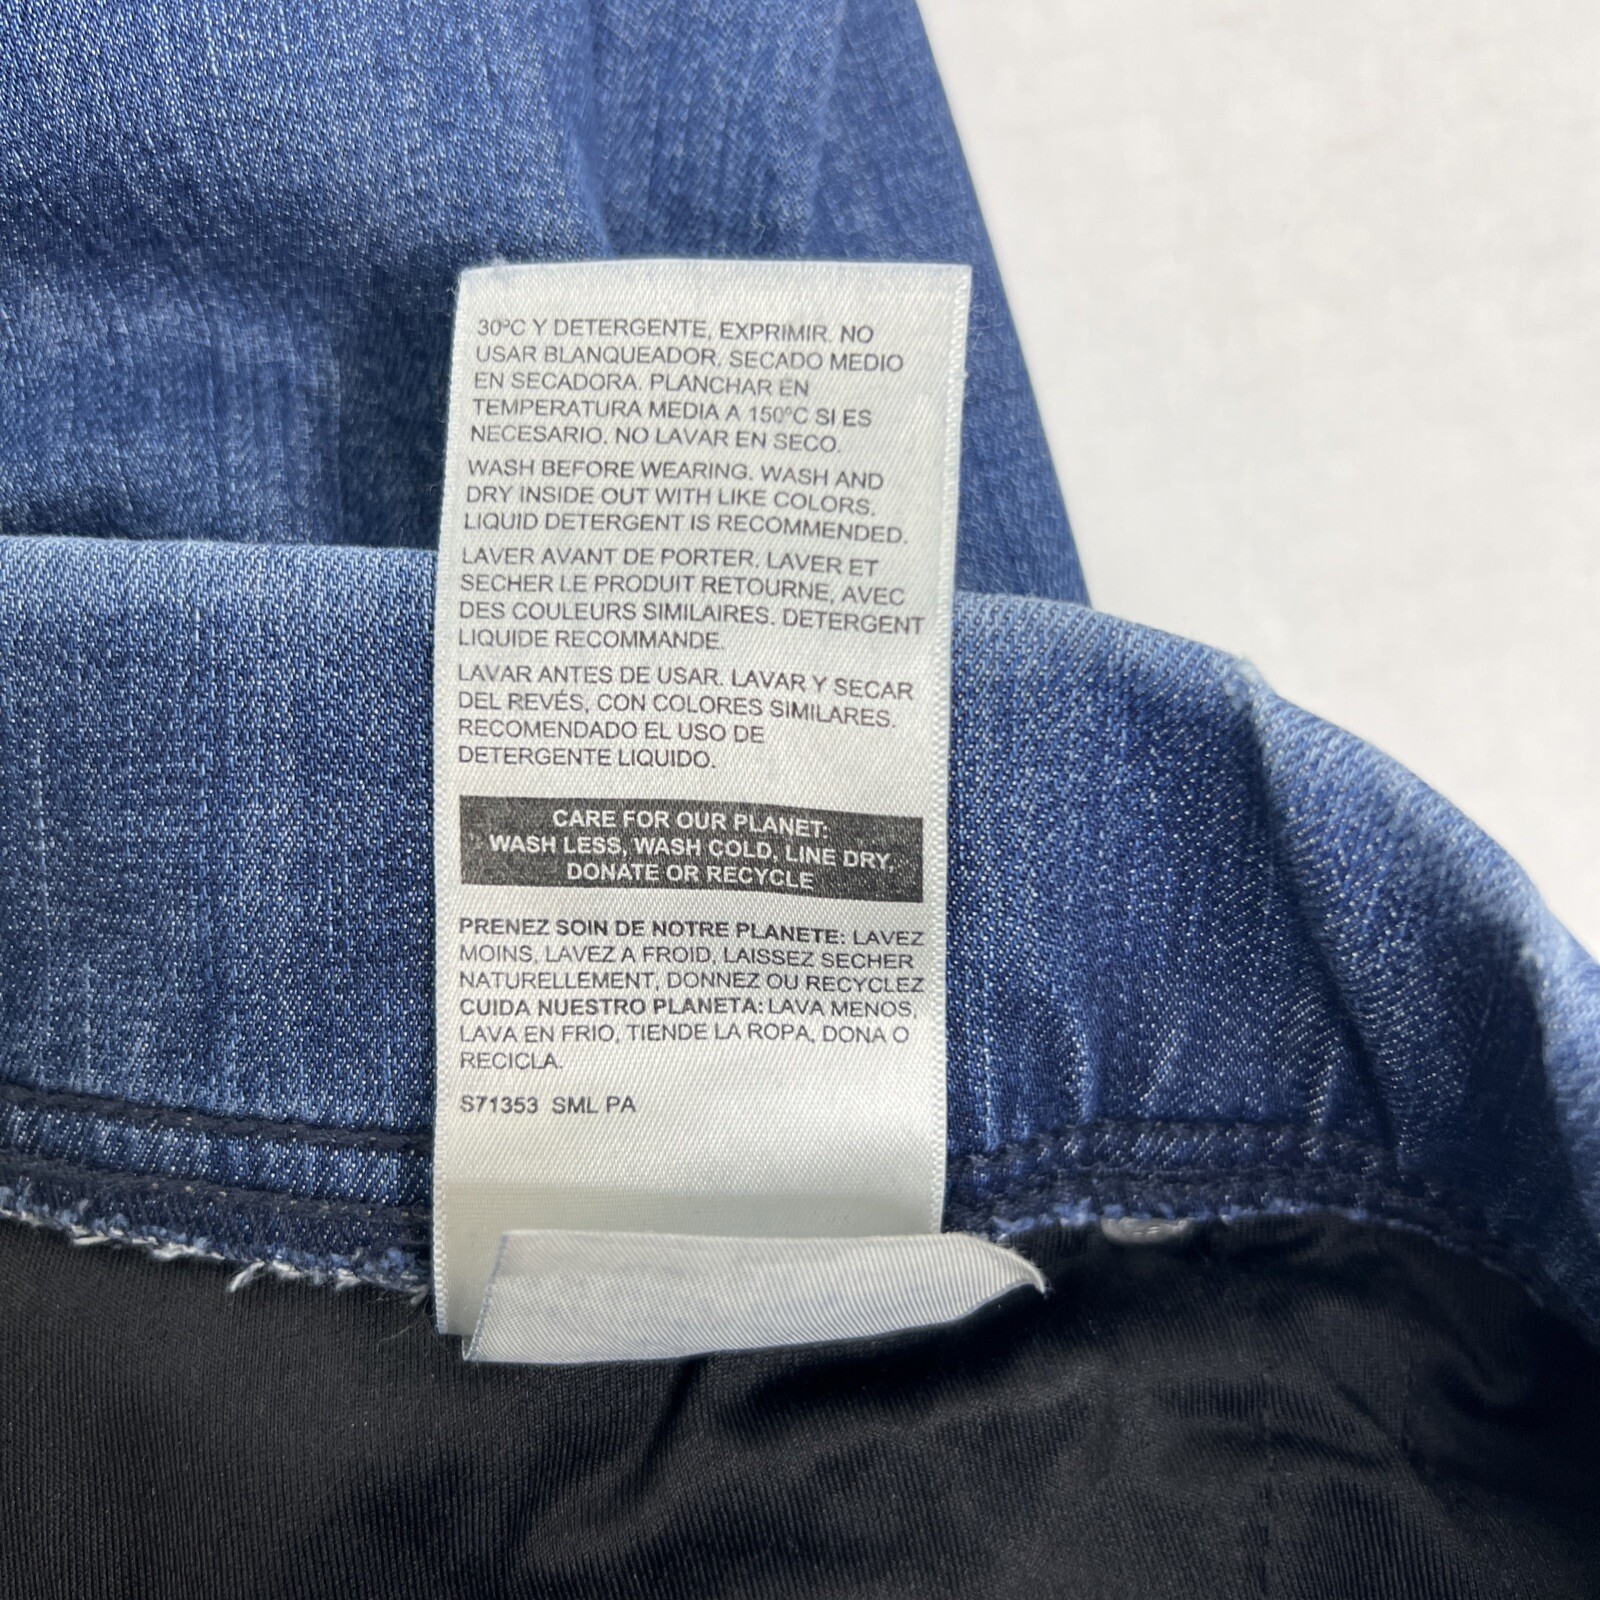 30°C Y DETERGENTE, EXPRIMIR. NO
USAR BLANQUEADOR. SECADO MEDIO
EN SECADORA. PLANCHAR EN
TEMPERATURA MEDIA A 150°C SI ES
NECESARIO. NO LAVAR EN SECO.
WASH BEFORE WEARING. WASH AND
DRY INSIDE OUT WITH LIKE COLORS.
LIQUID DETERGENT IS RECOMMENDED.
LAVER AVANT DE PORTER. LAVER ET
SECHER LE PRODUIT RETOURNE, AVEC
DES COULEURS SIMILAIRES. DETERGENT
LIQUIDE RECOMMANDE.
LAVAR ANTES DE USAR. LAVAR Y SECAR
DEL REVÉS, CON COLORES SIMILARES.
RECOMENDADO EL USO DE
DETERGENTE LIQUIDO.
CARE FOR OUR PLANET:
WASH LESS, WASH COLD, LINE DRY,
DONATE OR RECYCLE
PRENEZ SOIN DE NOTRE PLANETE: LAVEZ
MOINS, LAVEZ A FROID, LAISSEZ SECHER
NATURELLEMENT, DONNEZ OU RECYCLEZ
CUIDA NUESTRO PLANETA: LAVA MENOS,
LAVA EN FRIO, TIENDE LA ROPA, DONA O
RECICLA.
S71353 SML PA